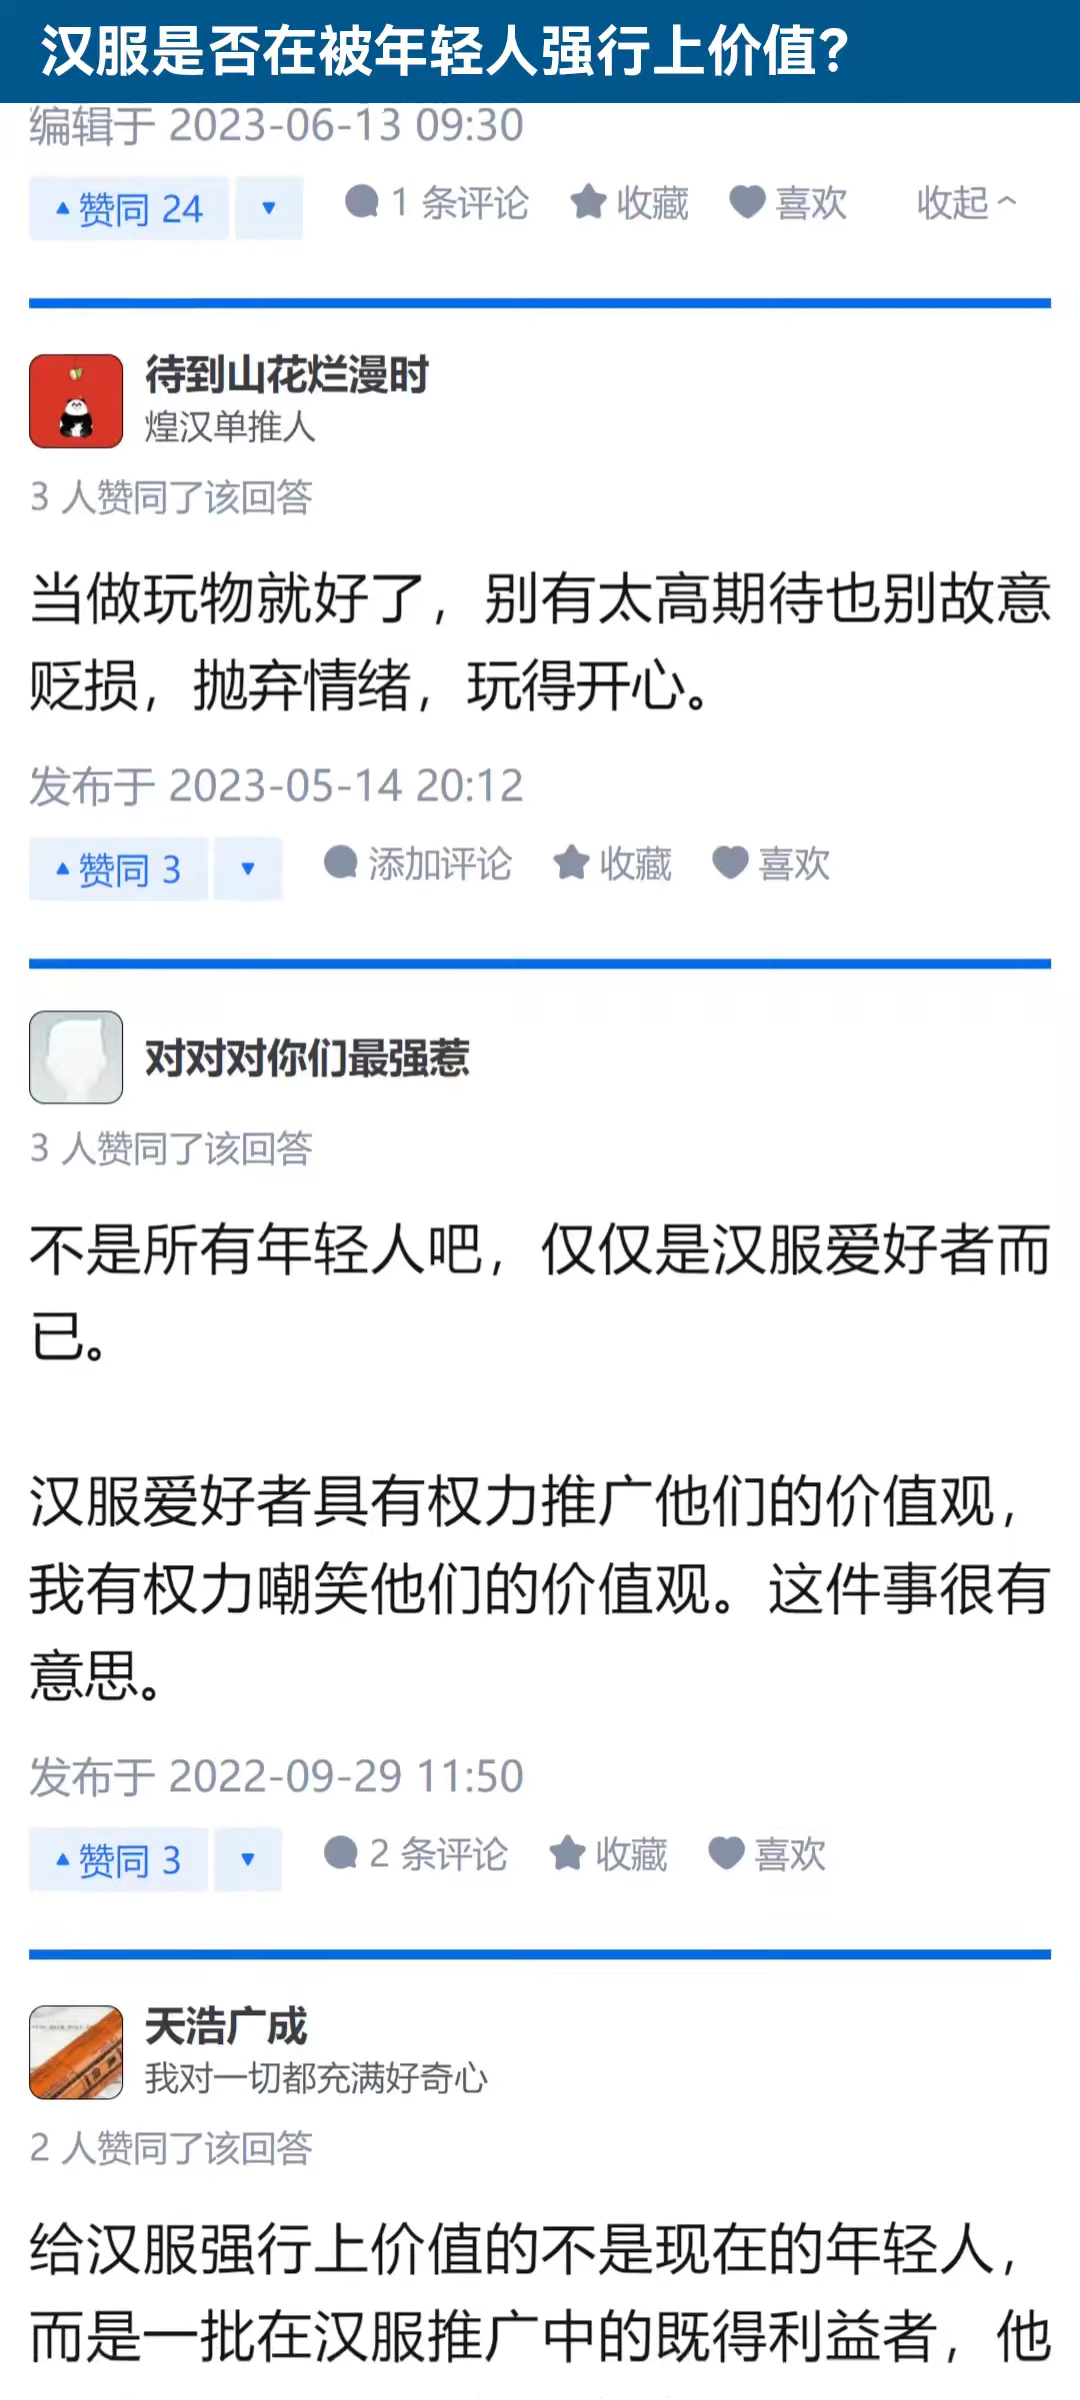 汉服是否在被年轻人强行上价值？
编辑于 2023-06-13 09:30
赞同 24
1 条评论
收藏
喜欢
收起
待到山花烂漫时
煌汉单推人
3 人赞同了该回答
当做玩物就好了，别有太高期待也别故意
贬损，抛弃情绪，玩得开心。
发布于 2023-05-14 20:12
赞同 3
添加评论
收藏
喜欢
对对对你们最强惹
3 人赞同了该回答
不是所有年轻人吧，仅仅是汉服爱好者而
已。
汉服爱好者具有权力推广他们的价值观，
我有权力嘲笑他们的价值观。这件事很有
意思。
发布于 2022-09-29 11:50
赞同 3
2 条评论
收藏
喜欢
天浩广成
我对一切都充满好奇心
2 人赞同了该回答
给汉服强行上价值的不是现在的年轻人，
而是一批在汉服推广中的既得利益者，他